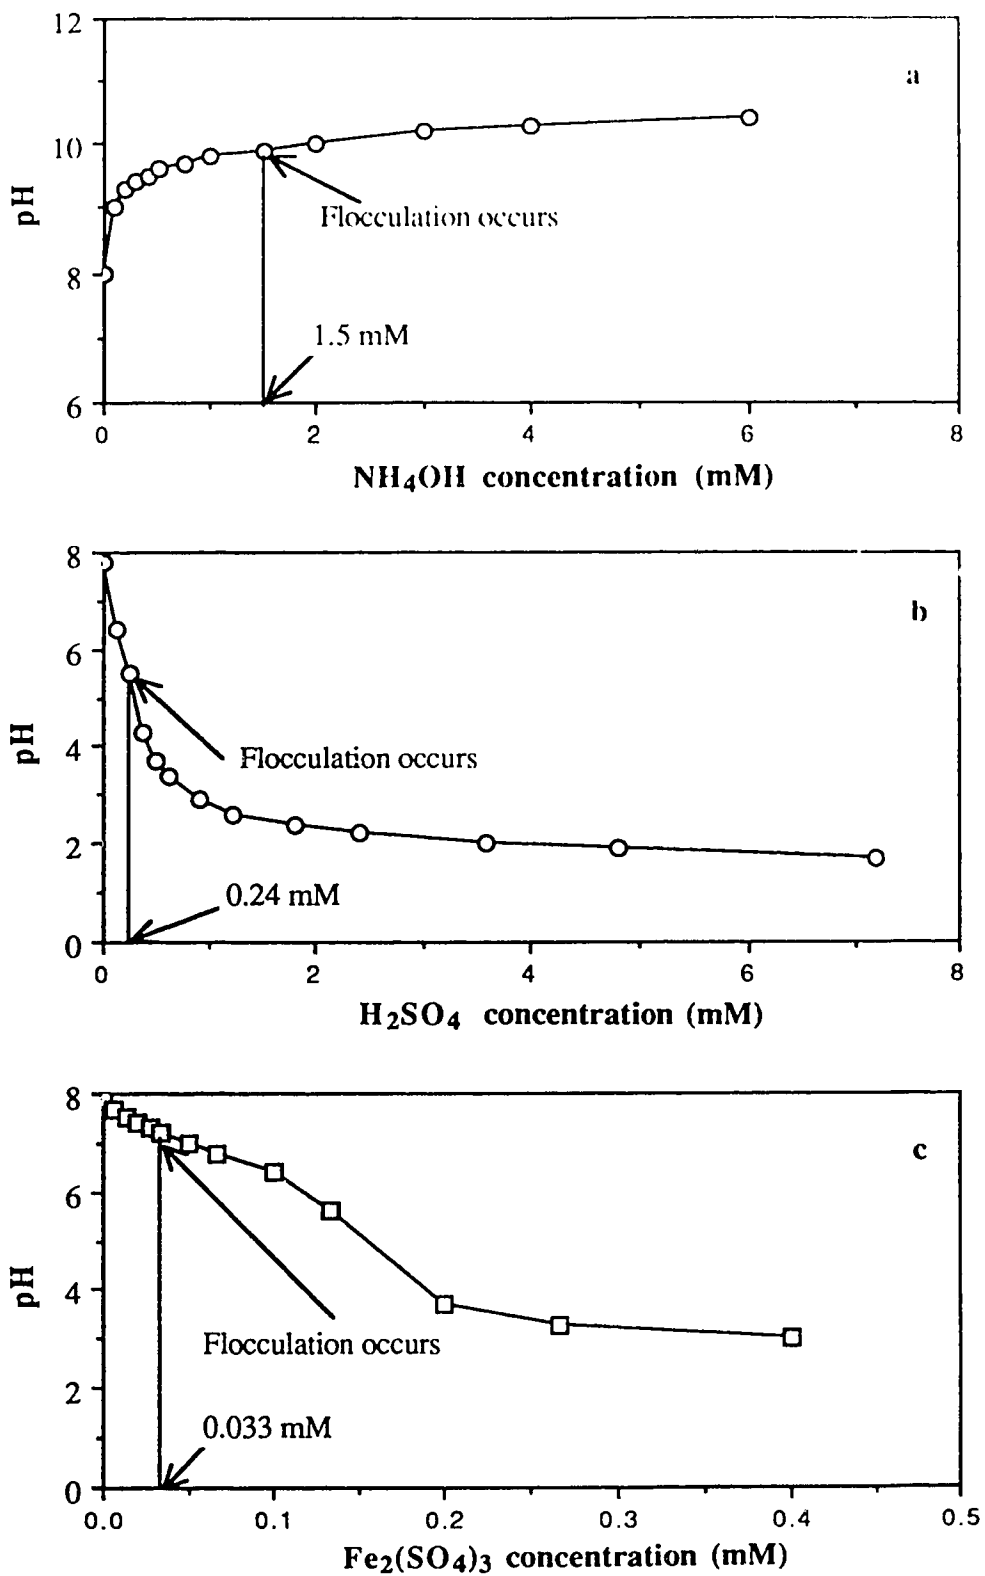 12
a
10
pH
Flocculation occurs
8
1.5 mM
6
0 2 4 6 8
NH4OH concentration (mM)
8
b
6
pH
4
Flocculation occurs
2
0.24 mM
0
0 2 4 6 8
H2SO4 concentration (mM)
8
c
6
pH
4
Flocculation occurs
2
0.033 mM
0
0.0 0.1 0.2 0.3 0.4 0.5
Fe2(SO4)3 concentration (mM)